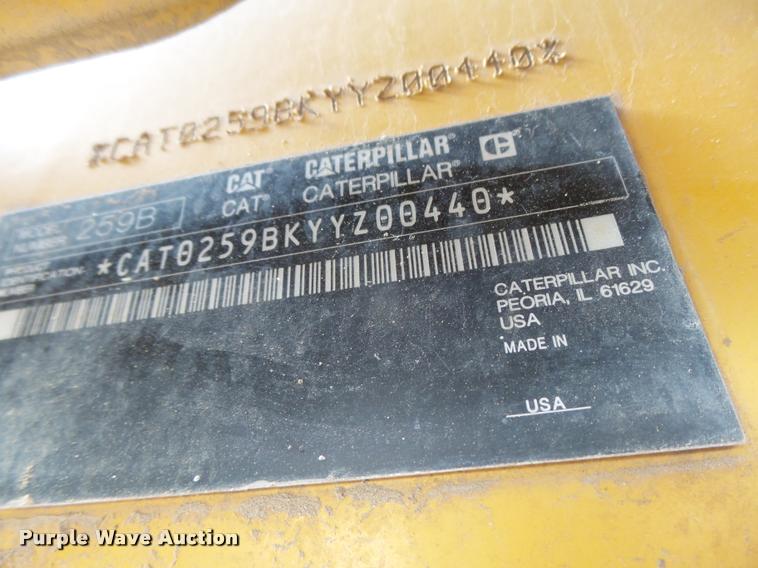 *CAT0259BKYYZ00440*
CAT CATERPILLAR
CAT CATERPILLAR
259B
*CAT0259BKYYZ00440*
CATERPILLAR INC.
PEORIA, IL 61629
USA
MADE IN
USA
Purple Wave Auction